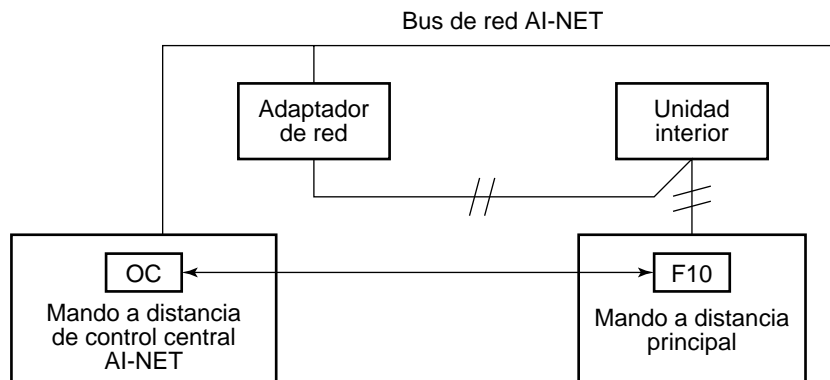 Bus de red AI-NET
Adaptador
de red
Unidad
interior
OC
Mando a distancia
de control central
AI-NET
F10
Mando a distancia
principal